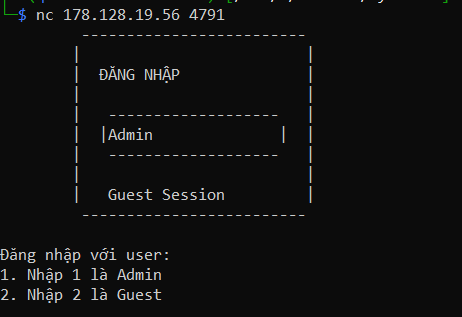 $ nc 178.128.19.56 4791
ĐĂNG NHẬP
|Admin |
Guest Session
Đăng nhập với user:
1. Nhập 1 là Admin
2. Nhập 2 là Guest